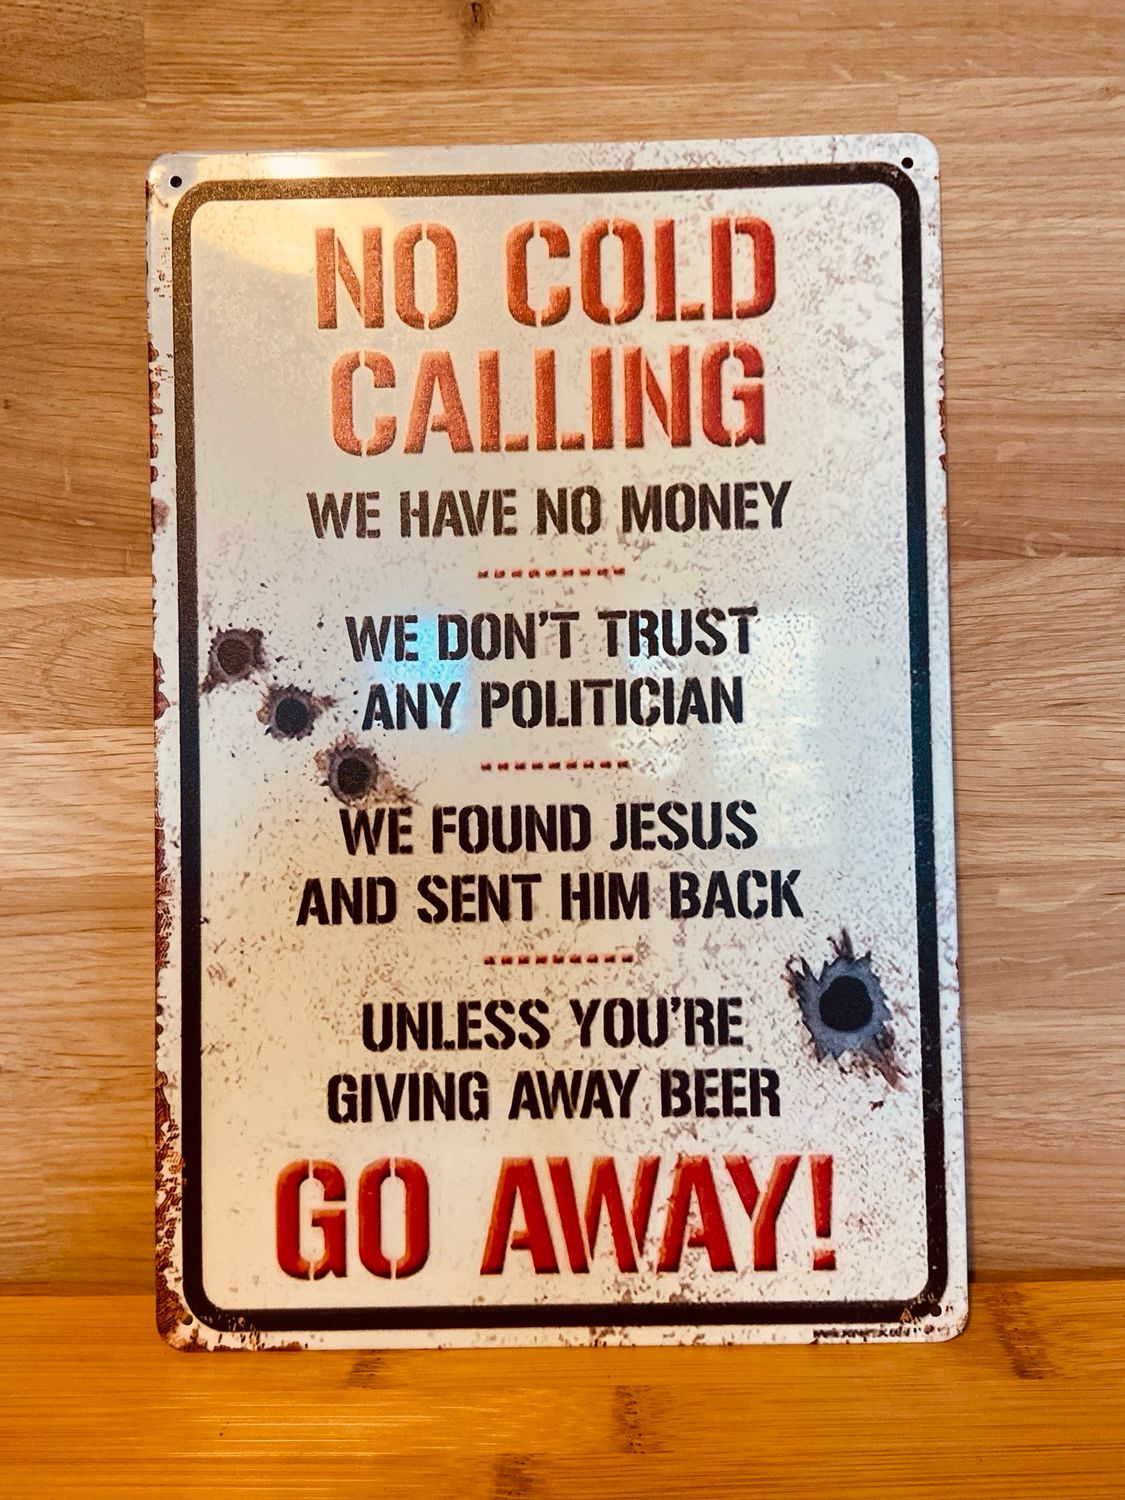 NO COLD
CALLING
WE HAVE NO MONEY
WE DON'T TRUST
ANY POLITICIAN
WE FOUND JESUS
AND SENT HIM BACK
UNLESS YOU'RE
GIVING AWAY BEER
GO AWAY!